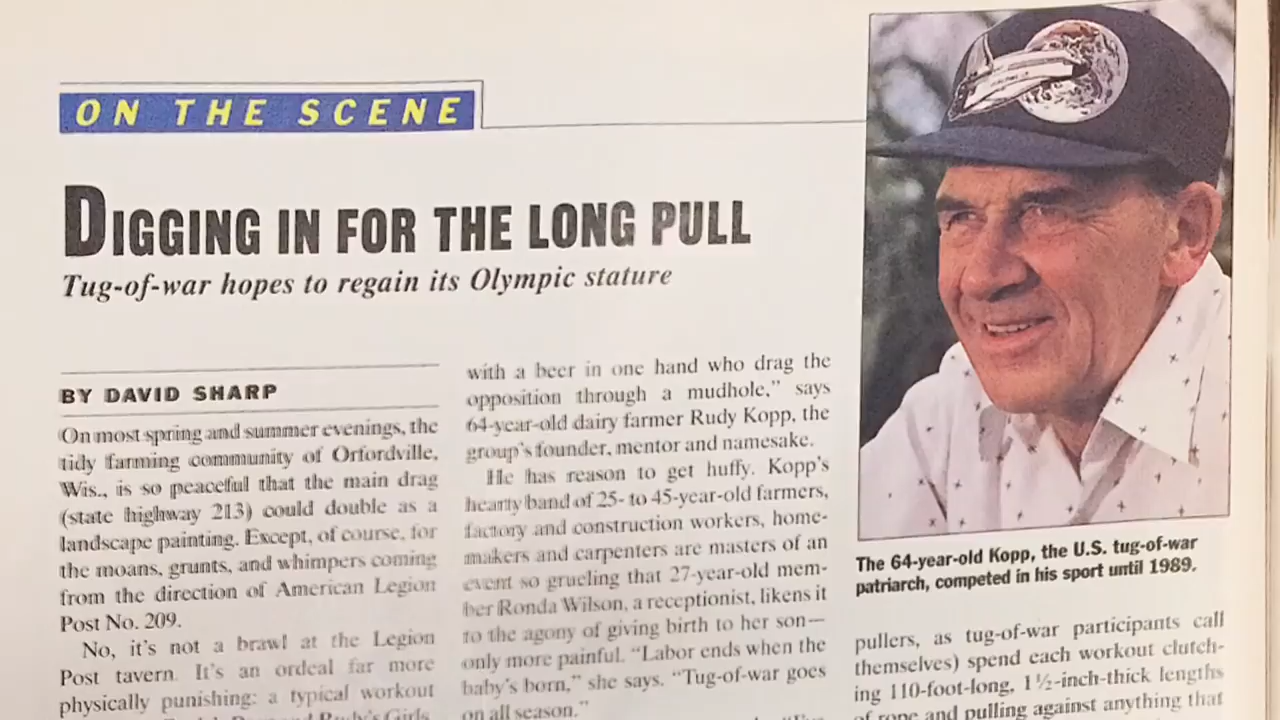 ON THE SCENE
DIGGING IN FOR THE LONG PULL
Tug-of-war hopes to regain its Olympic stature
BY DAVID SHARP
On most spring and summer evenings, the
tidy farming community of Orfordville,
Wis., is so peaceful that the main drag
(state highway 213) could double as a
landscape painting. Except, of course, for
the moans, grunts, and whimpers coming
from the direction of American Legion
Post No. 209.
No, it's not a brawl at the Legion
Post tavern. It's an ordeal far more
physically punishing: a typical workout
Girls
with a beer in one hand who drag the
opposition through a mudhole,” says
64-year-old dairy farmer Rudy Kopp, the
group's founder, mentor and namesake.
He has reason to get huffy. Kopp's
hearty band of 25- to 45-year-old farmers,
factory and construction workers, home-
makers and carpenters are masters of an
event so grueling that 27-year-old mem-
ber Ronda Wilson, a receptionist, likens it
to the agony of giving birth to her son—
only more painful. “Labor ends when the
baby's born,” she says. “Tug-of-war goes
on all season.”
The 64-year-old Kopp, the U.S. tug-of-war
patriarch, competed in his sport until 1989.
pullers, as tug-of-war participants call
themselves) spend each workout clutch-
ing 110-foot-long, 1½-inch-thick lengths
of rope and pulling against anything that